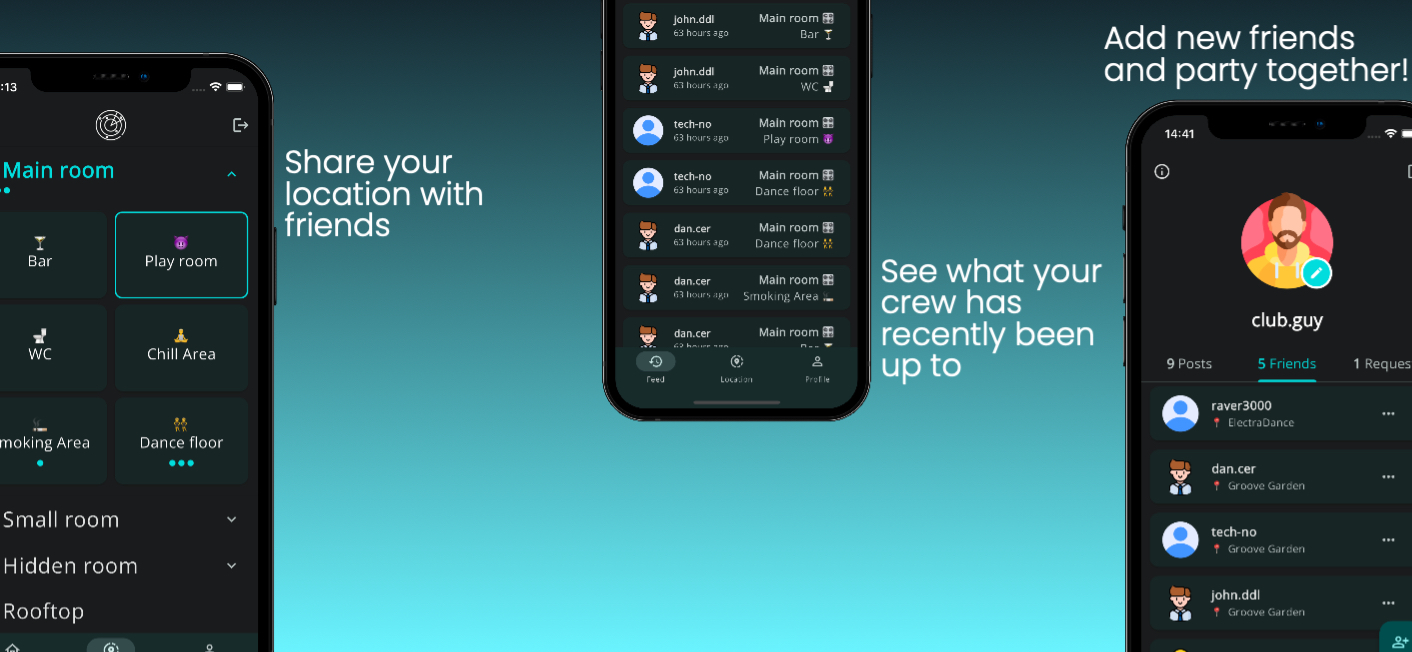 :13
Main room
Bar
Play room
WC
Chill Area
moking Area
Dance floor
Small room
Hidden room
Rooftop
Share your
location with
friends
john.ddl
63 hours ago
Main room
Bar
john.ddl
63 hours ago
Main room
WC
tech-no
63 hours ago
Main room
Play room
tech-no
63 hours ago
Main room
Dance floor
dan.cer
63 hours ago
Main room
Dance floor
dan.cer
63 hours ago
Main room
Smoking Area
dan.cer
63 hours ago
Main room
Bar
Feed
Location
Profile
See what your
crew has
recently been
up to
Add new friends
and party together!
14:41
club.guy
9 Posts
5 Friends
1 Reques
raver3000
ElectraDance
dan.cer
Groove Garden
tech-no
Groove Garden
john.ddl
Groove Garden